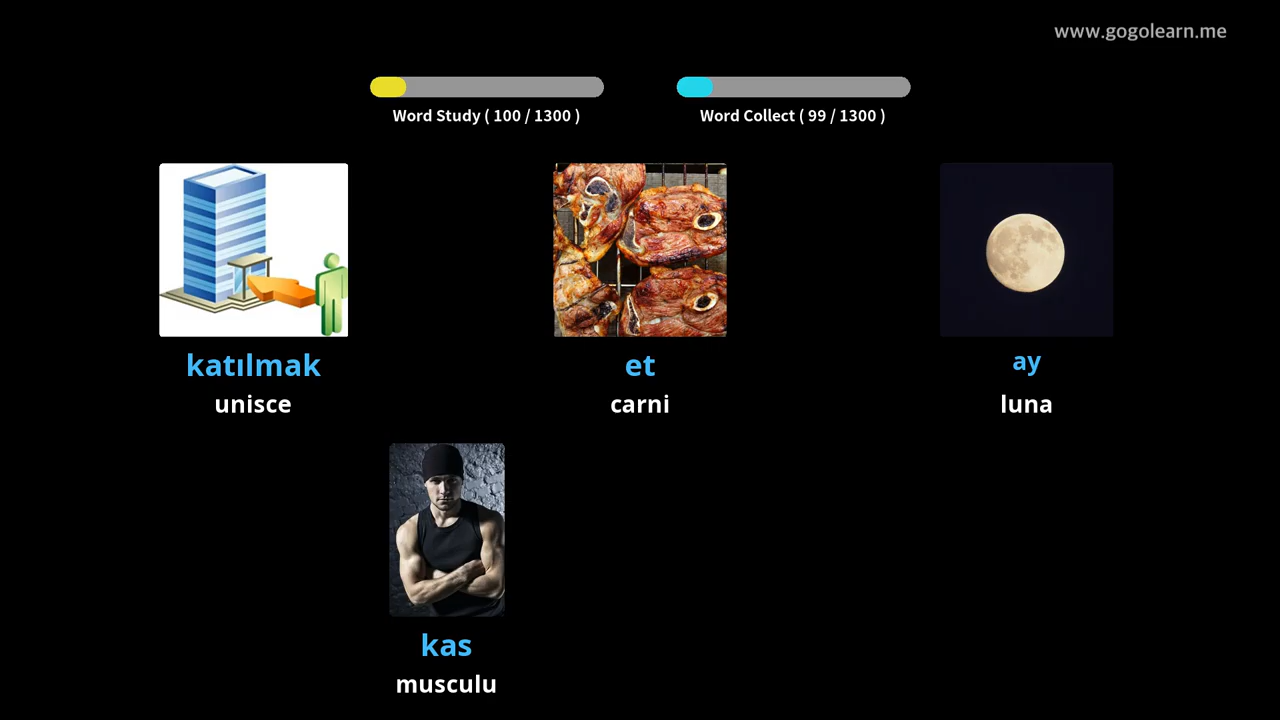 www.gogolearn.me
Word Study ( 100 / 1300 )
Word Collect ( 99 / 1300 )
katılmak
unisce
et
carni
ay
luna
kas
musculu